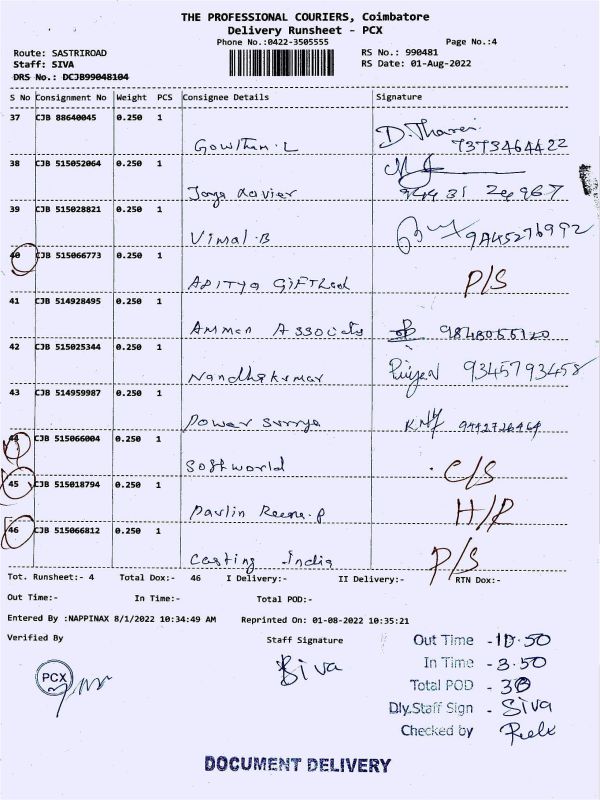 THE PROFESSIONAL COURIERS, Coimbatore
Delivery Runsheet - PCX
Phone No.:0422-3505555
Page No.:4
Route: SASTRIROAD
RS No.: 990481
Staff: SIVA
RS Date: 01-Aug-2022
DRS No.: DCJB99048104
S No Consignment No Weight PCS Consignee Details Signature
37 CJB 88640045 0.250 1
Gowtham.L D. 7373464422
38 CJB 515052064 0.250 1
Jaya Xavier
39 CJB 515028821 0.250 1
Vimal.B
40 CJB 515066773 0.250 1
ADITYA P/S
41 CJB 514928495 0.250 1
Amman Associats
42 CJB 515025344 0.250 1
Nandhakumar 9345793458
43 CJB 514959987 0.250 1
Power Surya
44 CJB 515066004 0.250 1
Softworld C/S
45 CJB 515018794 0.250 1
Pavlin Reena.P
46 CJB 515066812 0.250 1
Casting India P/S
Tot. Runsheet:- 4 Total Dox:- 46 I Delivery:- II Delivery:- RTN Dox:-
Out Time:- In Time:- Total POD:-
Entered By :NAPPINAX 8/1/2022 10:34:49 AM Reprinted On: 01-08-2022 10:35:21
Verified By Staff Signature
Siva
PCX
Out Time - 10.50
In Time - 3.50
Total POD -
Dly.Staff Sign - Siva
Checked by
DOCUMENT DELIVERY